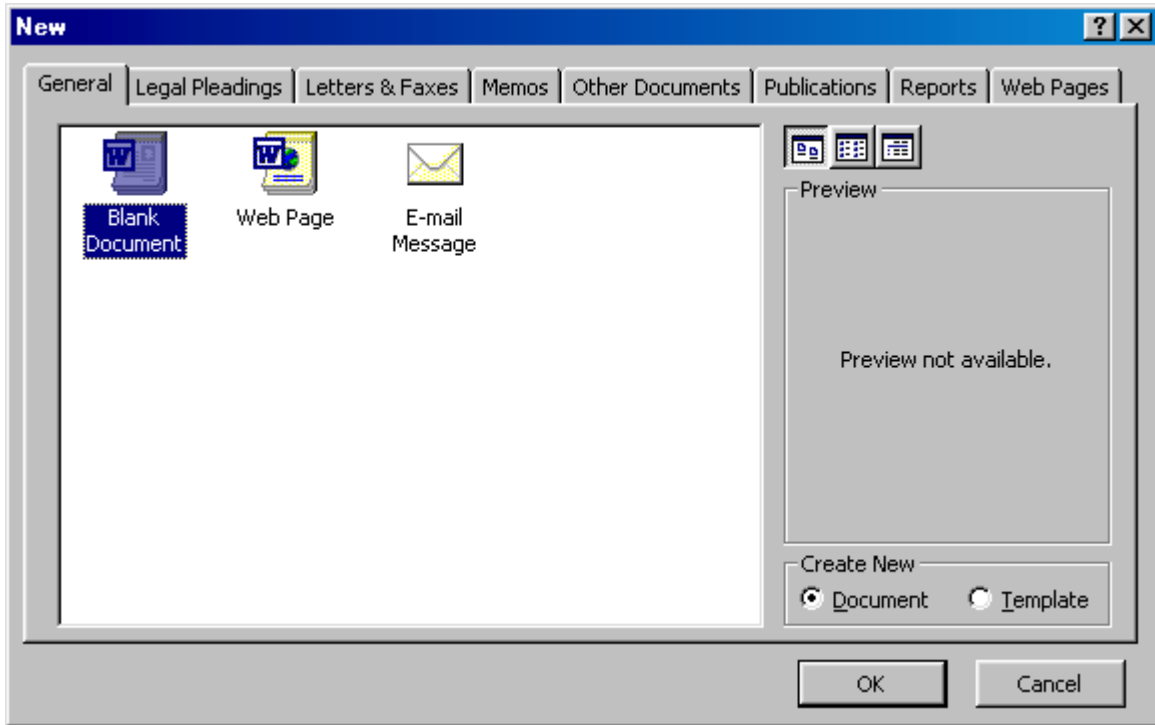 New
General Legal Pleadings Letters & Faxes Memos Other Documents Publications Reports Web Pages
Blank
Document
Web Page
E-mail
Message
Preview
Preview not available.
Create New
Document Template
OK Cancel